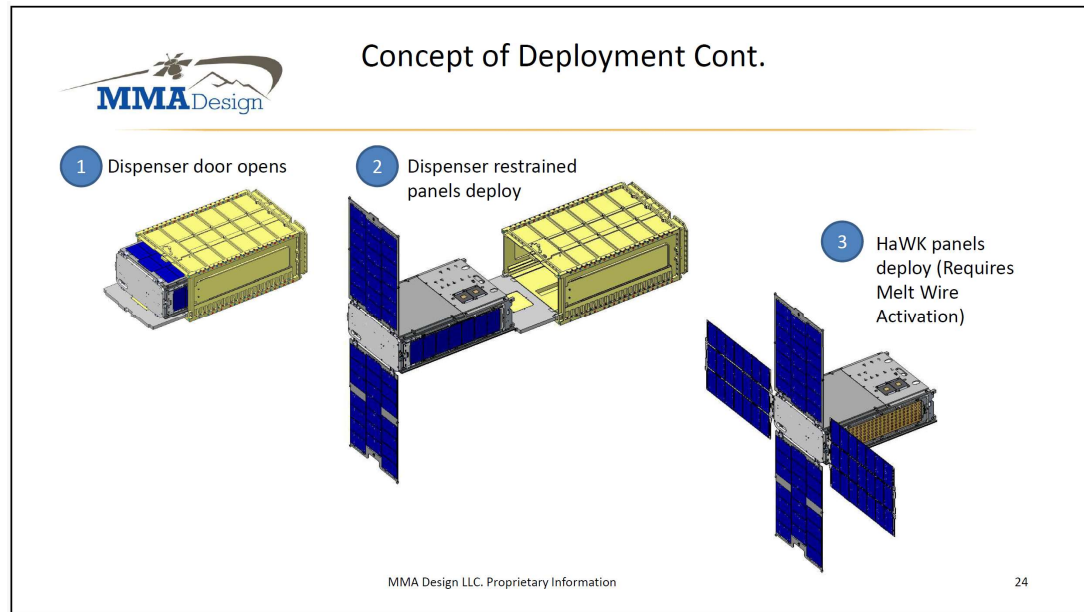 Concept of Deployment Cont.
MMA Design
1 Dispenser door opens
2 Dispenser restrained
panels deploy
3 HaWK panels
deploy (Requires
Melt Wire
Activation)
MMA Design LLC. Proprietary Information
24